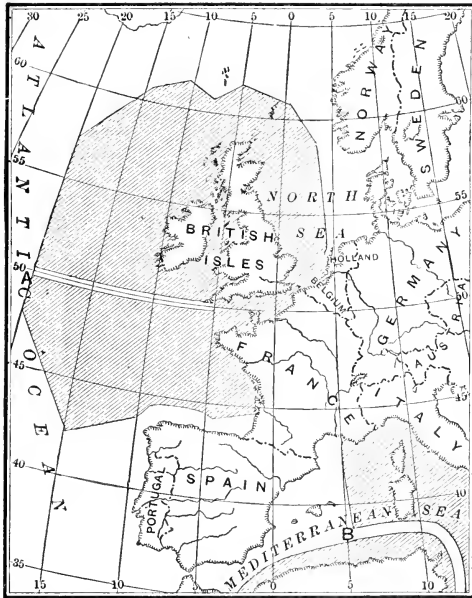 30 25 20 15 10 5 0 5 10 15 20
ATLANTIC OCEAN
NORWAY
SWEDEN
60
60
55
NORTH
SEA
55
BRITISH
ISLES
HOLLAND
BELGIUM
GERMANY
50
A
AUSTRIA
FRANCE
ITALY
45
45
PORTUGAL
SPAIN
40
40
MEDITERRANEAN SEA
B
35
15 10 5 0 5 10 15